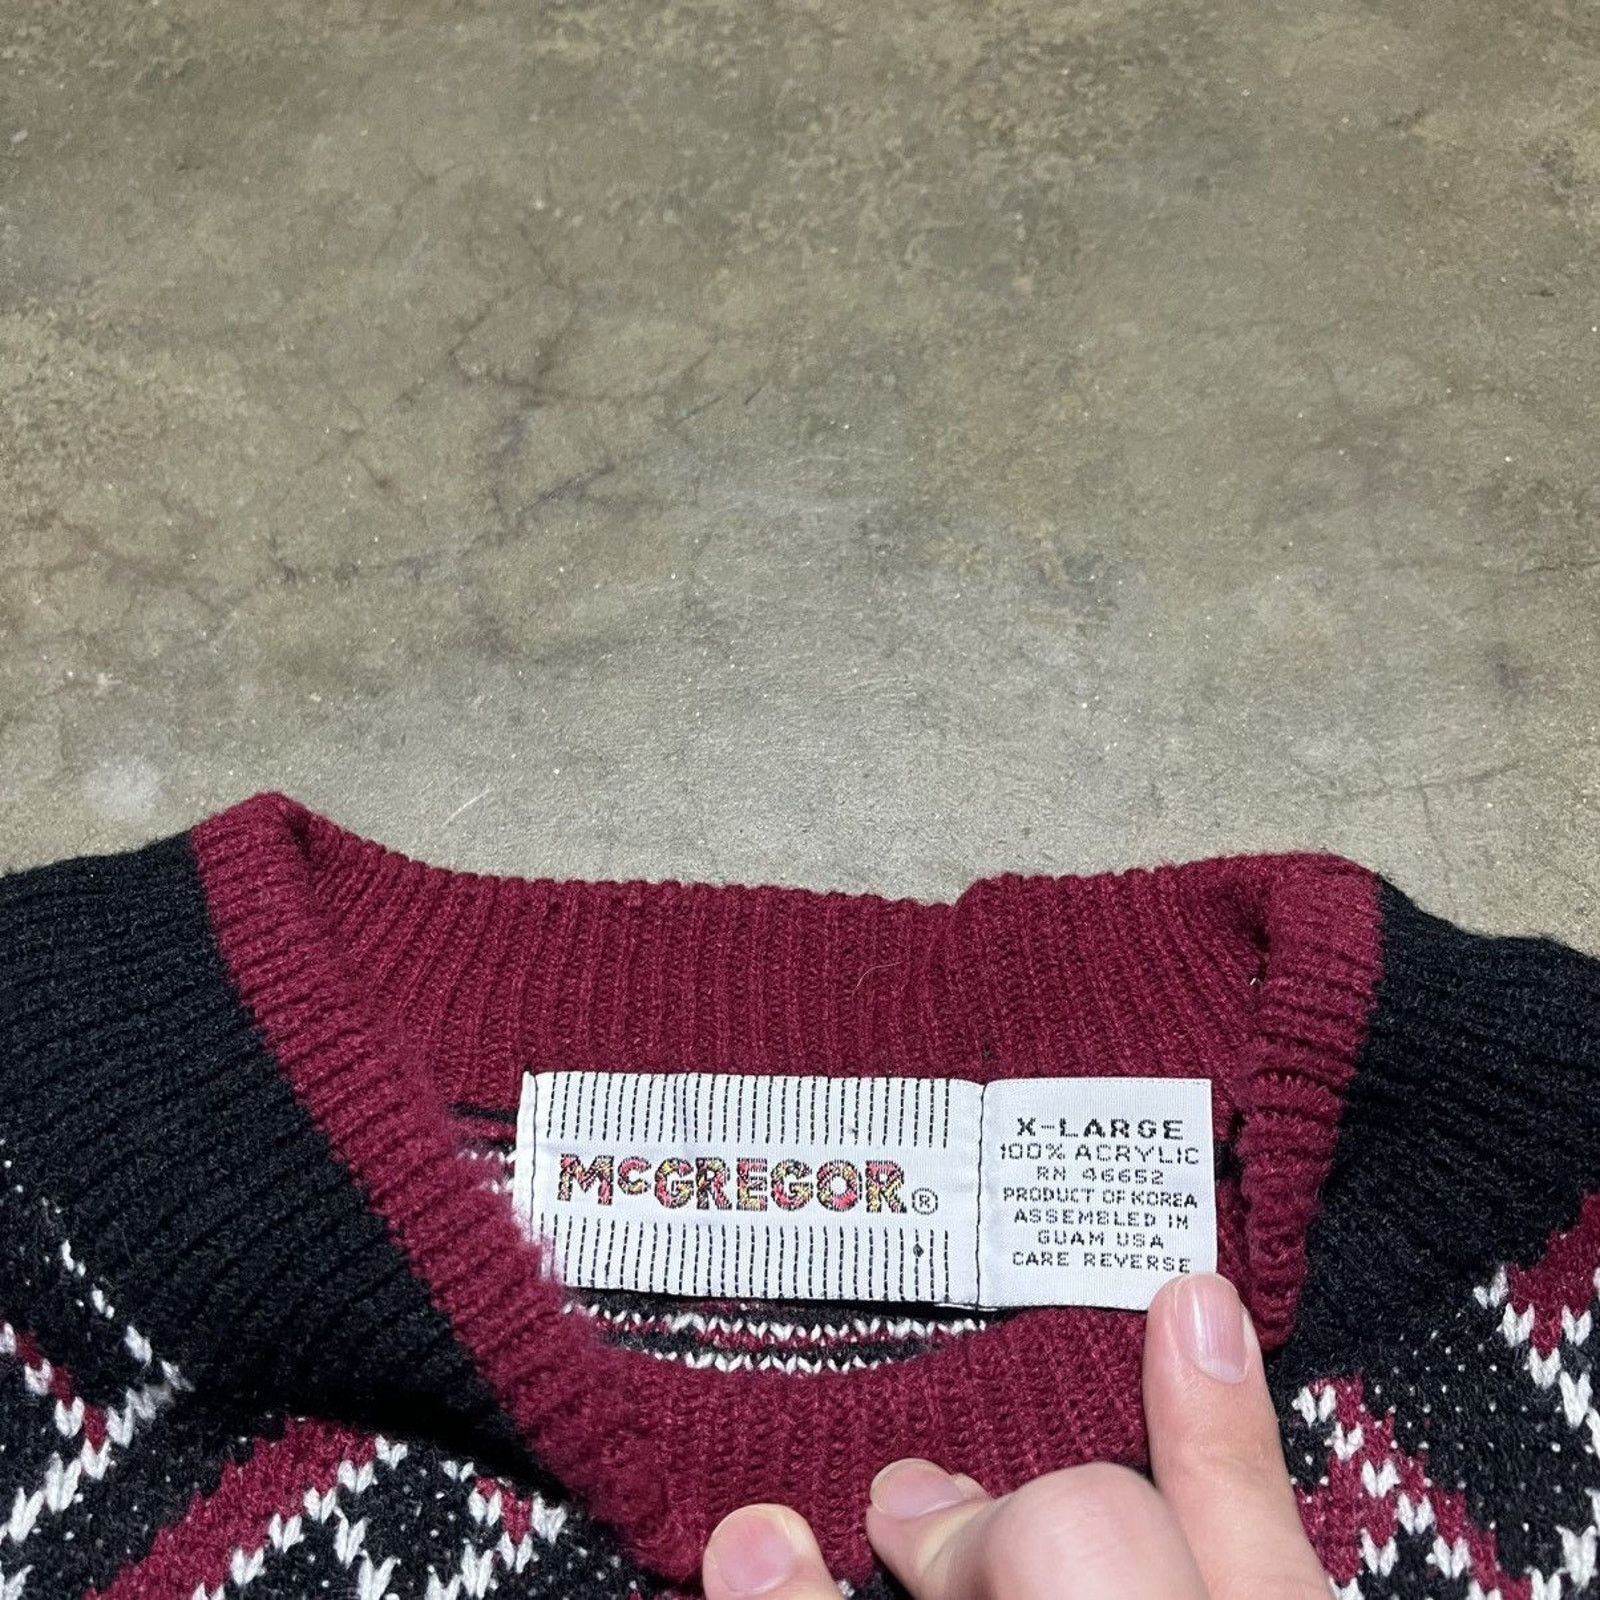 McGREGOR®
X-LARGE
100% ACRYLIC
RN 46652
PRODUCT OF KOREA
ASSEMBLED IN
GUAM USA
CARE REVERSE